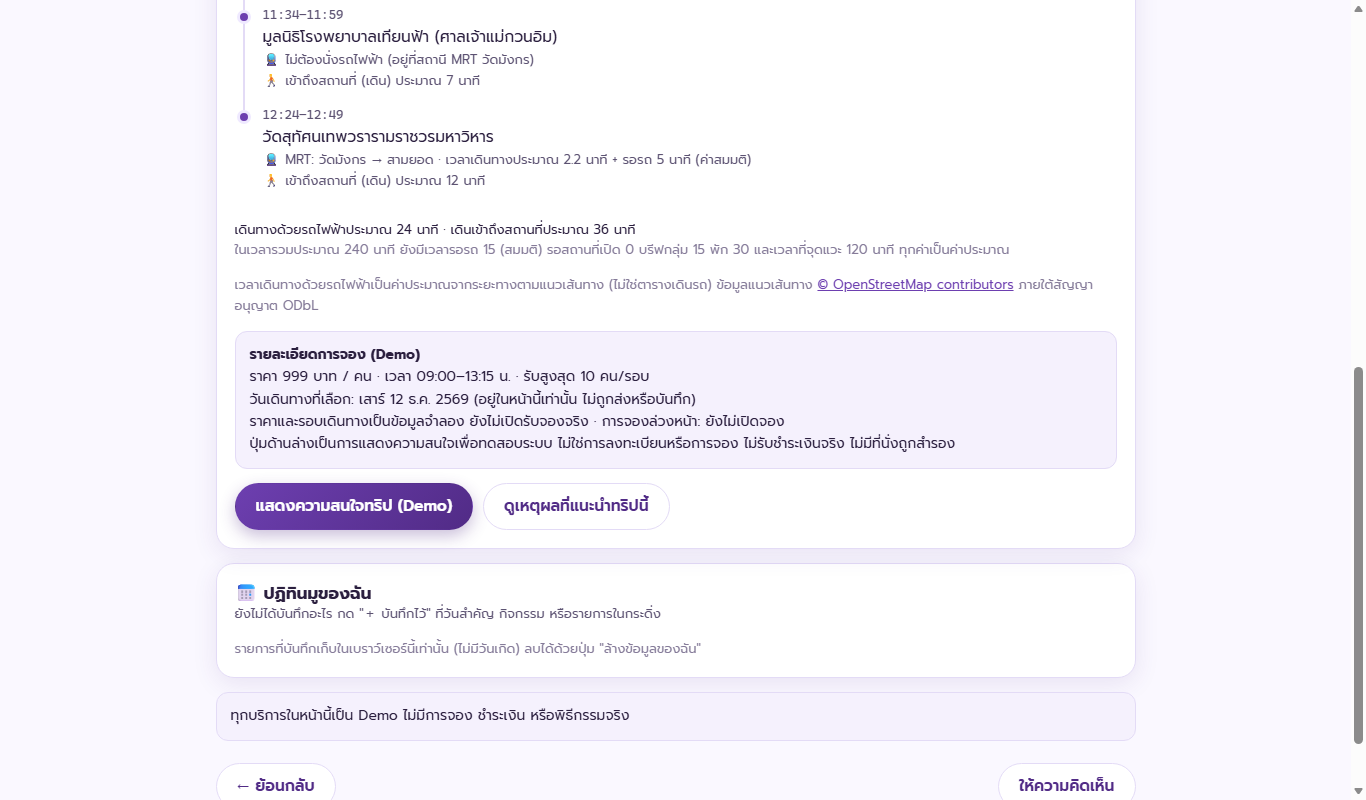 11:34–11:59
มูลนิธิโรงพยาบาลเทียนฟ้า (ศาลเจ้าแม่กวนอิม)
ไม่ต้องนั่งรถไฟฟ้า (อยู่ที่สถานี MRT วัดมังกร)
เข้าถึงสถานที่ (เดิน) ประมาณ 7 นาที
12:24–12:49
วัดสุทัศนเทพวรารามราชวรมหาวิหาร
MRT: วัดมังกร → สามยอด · เวลาเดินทางประมาณ 2.2 นาที + รอรถ 5 นาที (ค่าสมมติ)
เข้าถึงสถานที่ (เดิน) ประมาณ 12 นาที
เดินทางด้วยรถไฟฟ้าประมาณ 24 นาที · เดินเข้าถึงสถานที่ประมาณ 36 นาที
ในเวลารวมประมาณ 240 นาที ยังมีเวลารอรถ 15 (สมมติ) รอสถานที่เปิด 0 บรีฟกลุ่ม 15 พัก 30 และเวลาที่จุดแวะ 120 นาที ทุกค่าเป็นค่าประมาณ
เวลาเดินทางด้วยรถไฟฟ้าเป็นค่าประมาณจากระยะทางตามแนวเส้นทาง (ไม่ใช่ตารางเดินรถ) ข้อมูลแนวเส้นทาง © OpenStreetMap contributors ภายใต้สัญญา
อนุญาต ODbL
รายละเอียดการจอง (Demo)
ราคา 999 บาท / คน · เวลา 09:00–13:15 น. · รับสูงสุด 10 คน/รอบ
วันเดินทางที่เลือก: เสาร์ 12 ธ.ค. 2569 (อยู่ในหน้านี้เท่านั้น ไม่ถูกส่งหรือบันทึก)
ราคาและรอบเดินทางเป็นข้อมูลจำลอง ยังไม่เปิดรับจองจริง · การจองล่วงหน้า: ยังไม่เปิดจอง
ปุ่มด้านล่างเป็นการแสดงความสนใจเพื่อทดสอบระบบ ไม่ใช่การลงทะเบียนหรือการจอง ไม่รับชำระเงินจริง ไม่มีที่นั่งถูกสำรอง
แสดงความสนใจทริป (Demo)
ดูเหตุผลที่แนะนำทริปนี้
ปฏิทินมูของฉัน
ยังไม่ได้บันทึกอะไร กด "＋ บันทึกไว้" ที่วันสำคัญ กิจกรรม หรือรายการในกระดิ่ง
รายการที่บันทึกเก็บในเบราว์เซอร์นี้เท่านั้น (ไม่มีวันเกิด) ลบได้ด้วยปุ่ม "ล้างข้อมูลของฉัน"
ทุกบริการในหน้านี้เป็น Demo ไม่มีการจอง ชำระเงิน หรือพิธีกรรมจริง
← ย้อนกลับ
ให้ความคิดเห็น